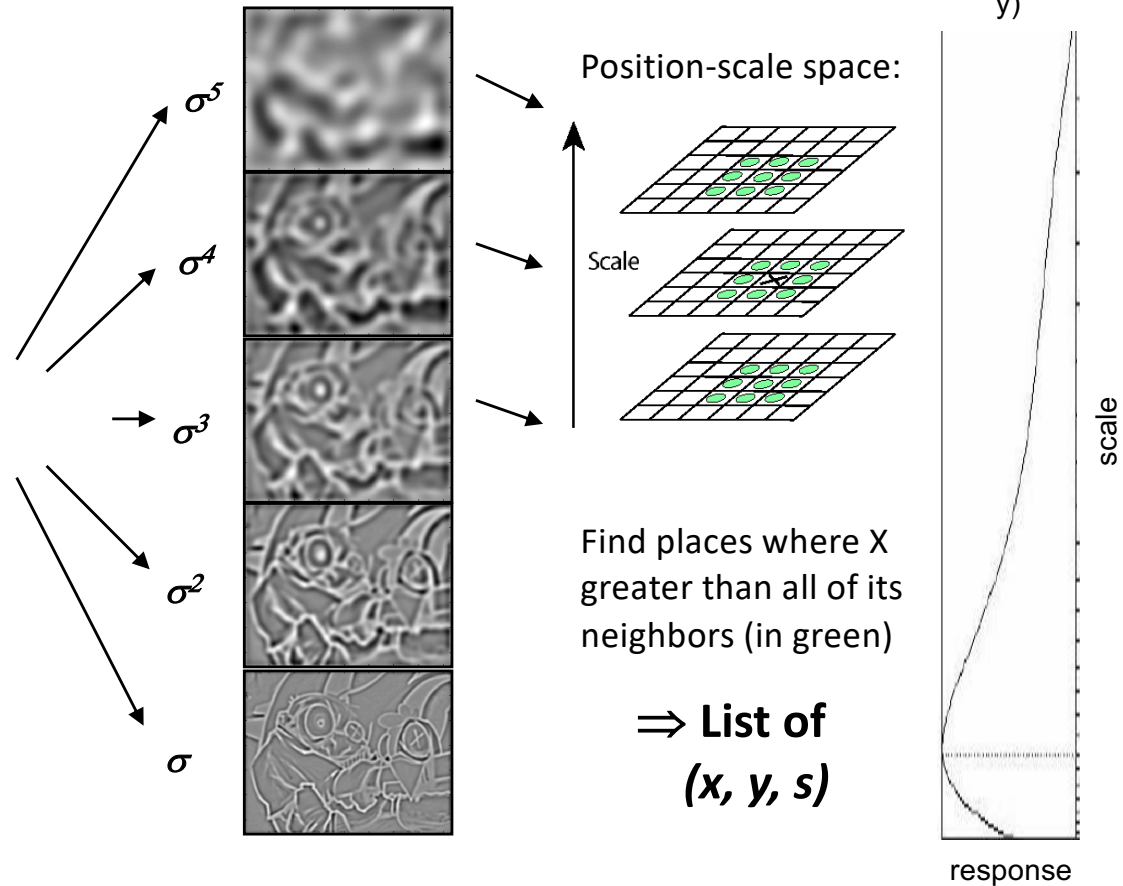 y)
σ⁵
σ⁴
σ³
σ²
σ
Position-scale space:
Scale
X
Find places where X
greater than all of its
neighbors (in green)
⇒ List of
(x, y, s)
scale
response